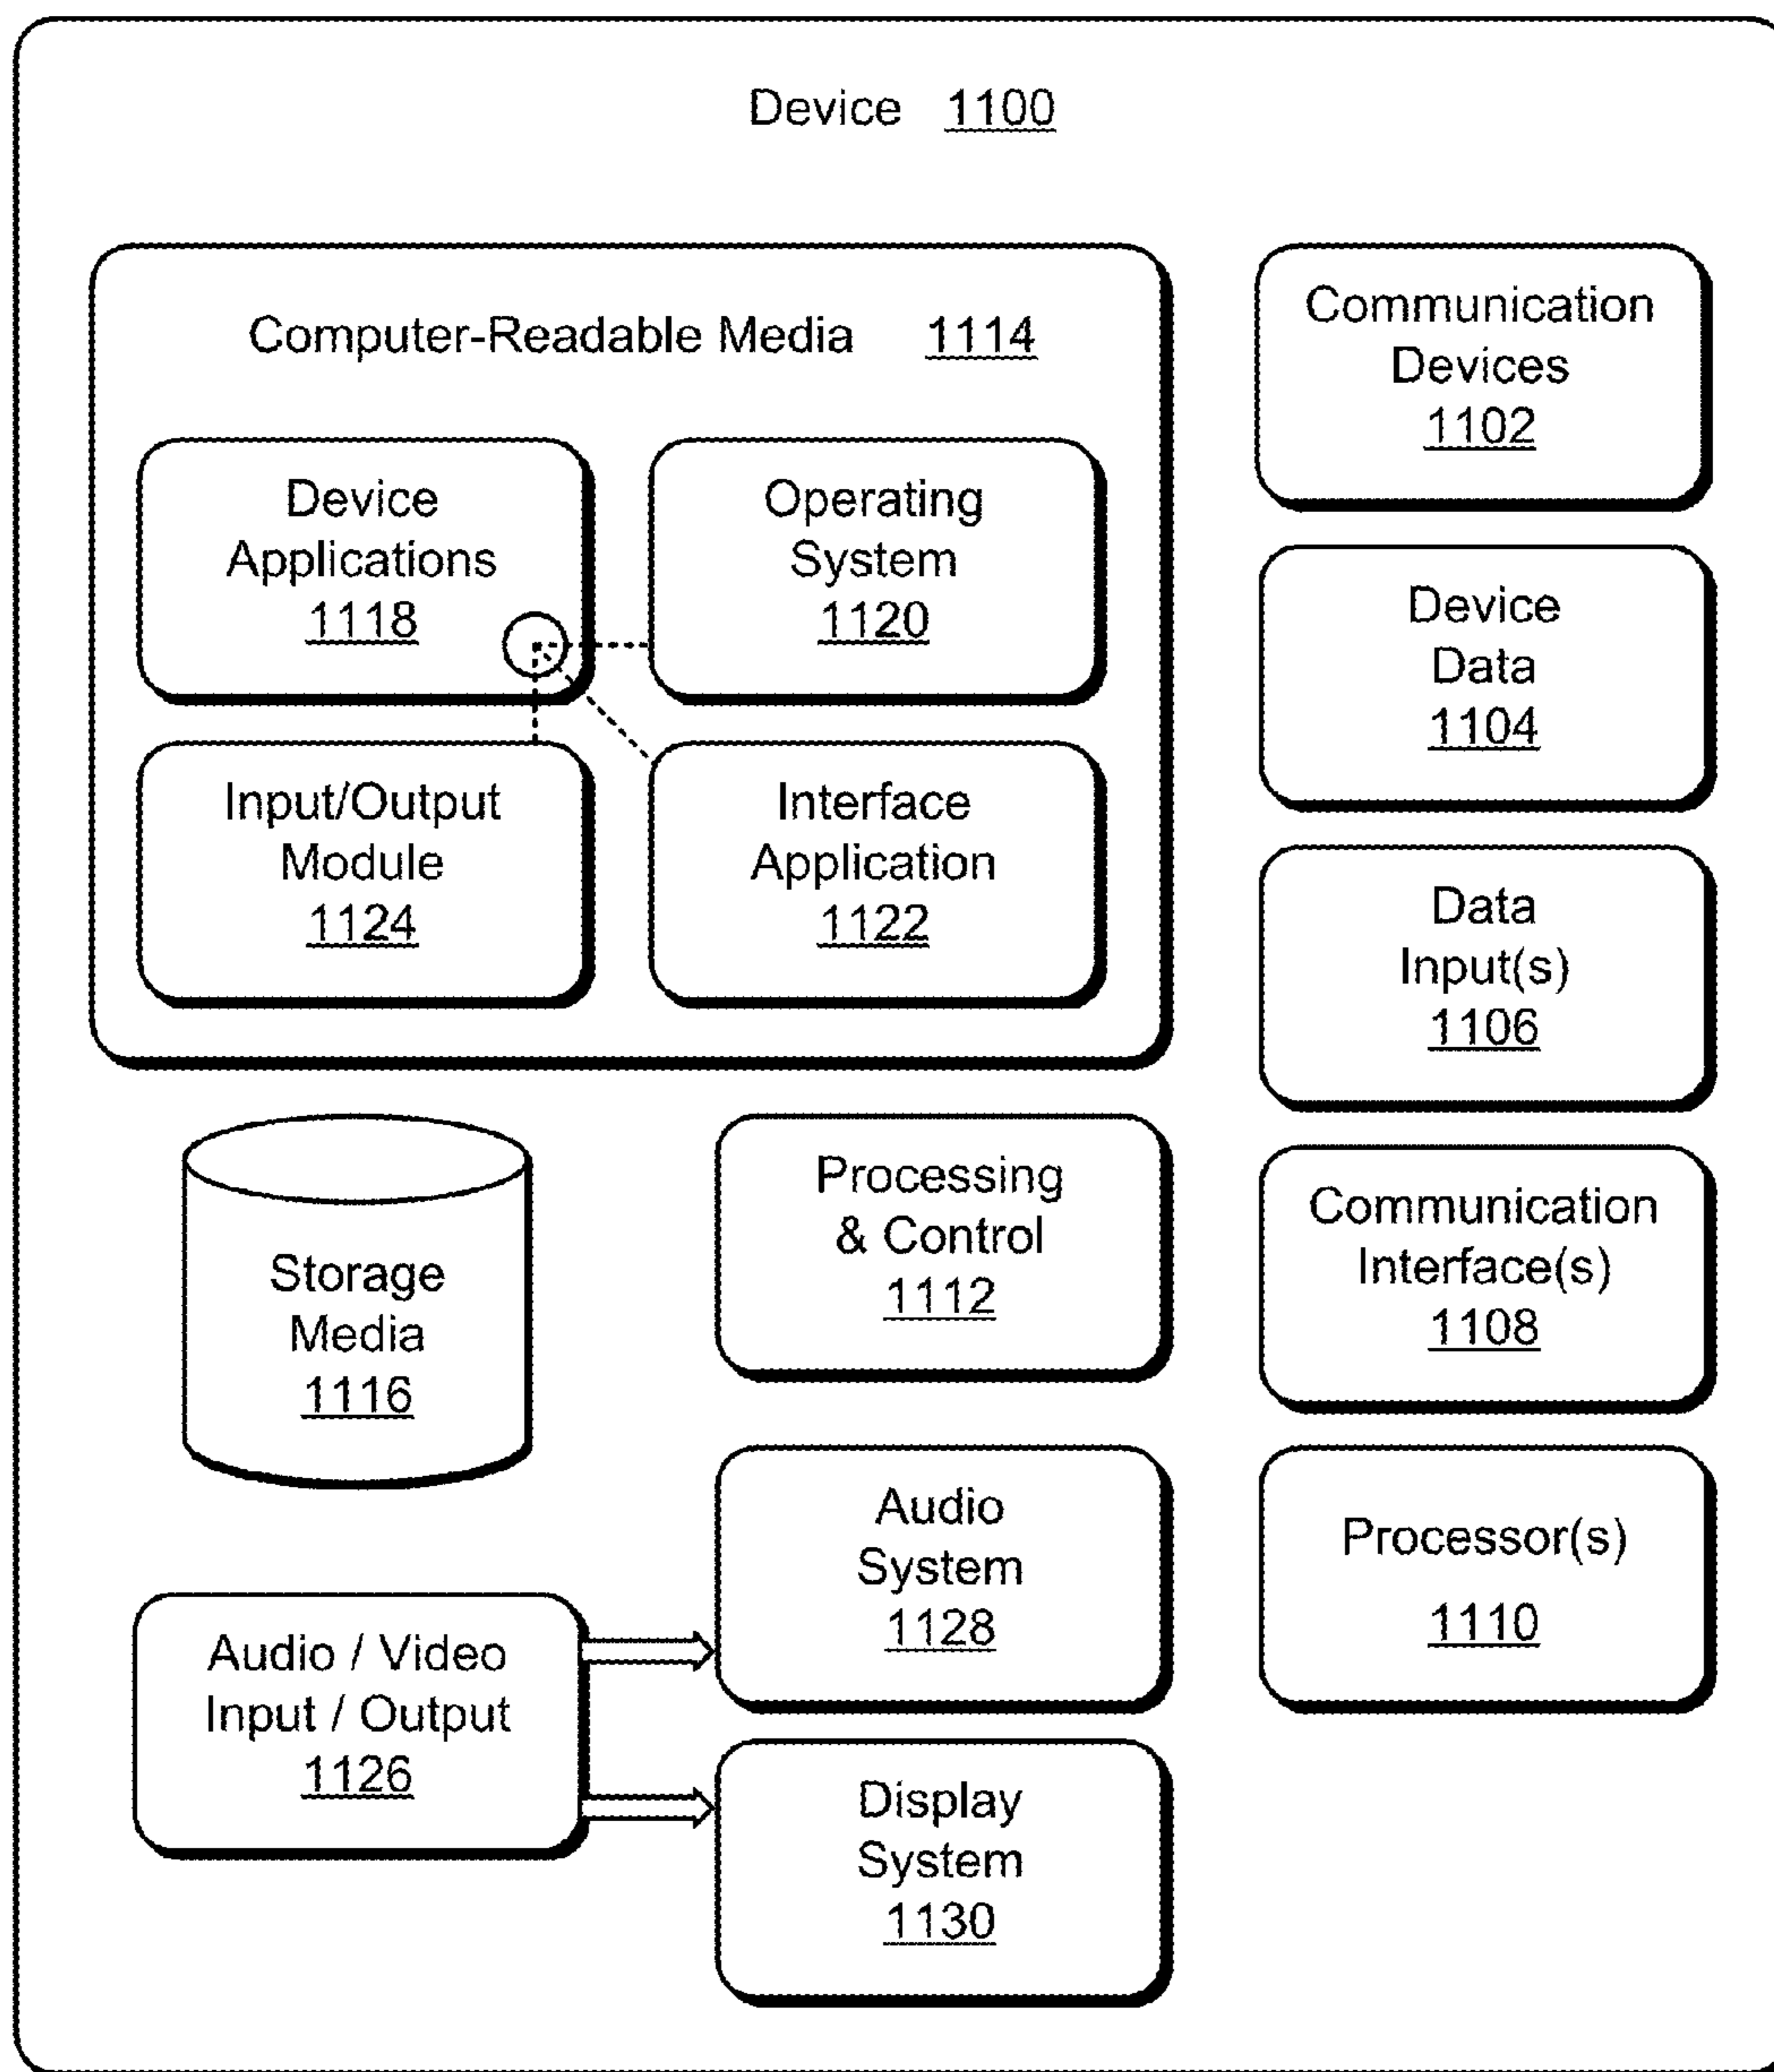 Device 1100
Computer-Readable Media 1114
Device
Applications
1118
Operating
System
1120
Input/Output
Module
1124
Interface
Application
1122
Communication
Devices
1102
Device
Data
1104
Data
Input(s)
1106
Communication
Interface(s)
1108
Processor(s)
1110
Storage
Media
1116
Processing
& Control
1112
Audio / Video
Input / Output
1126
Audio
System
1128
Display
System
1130